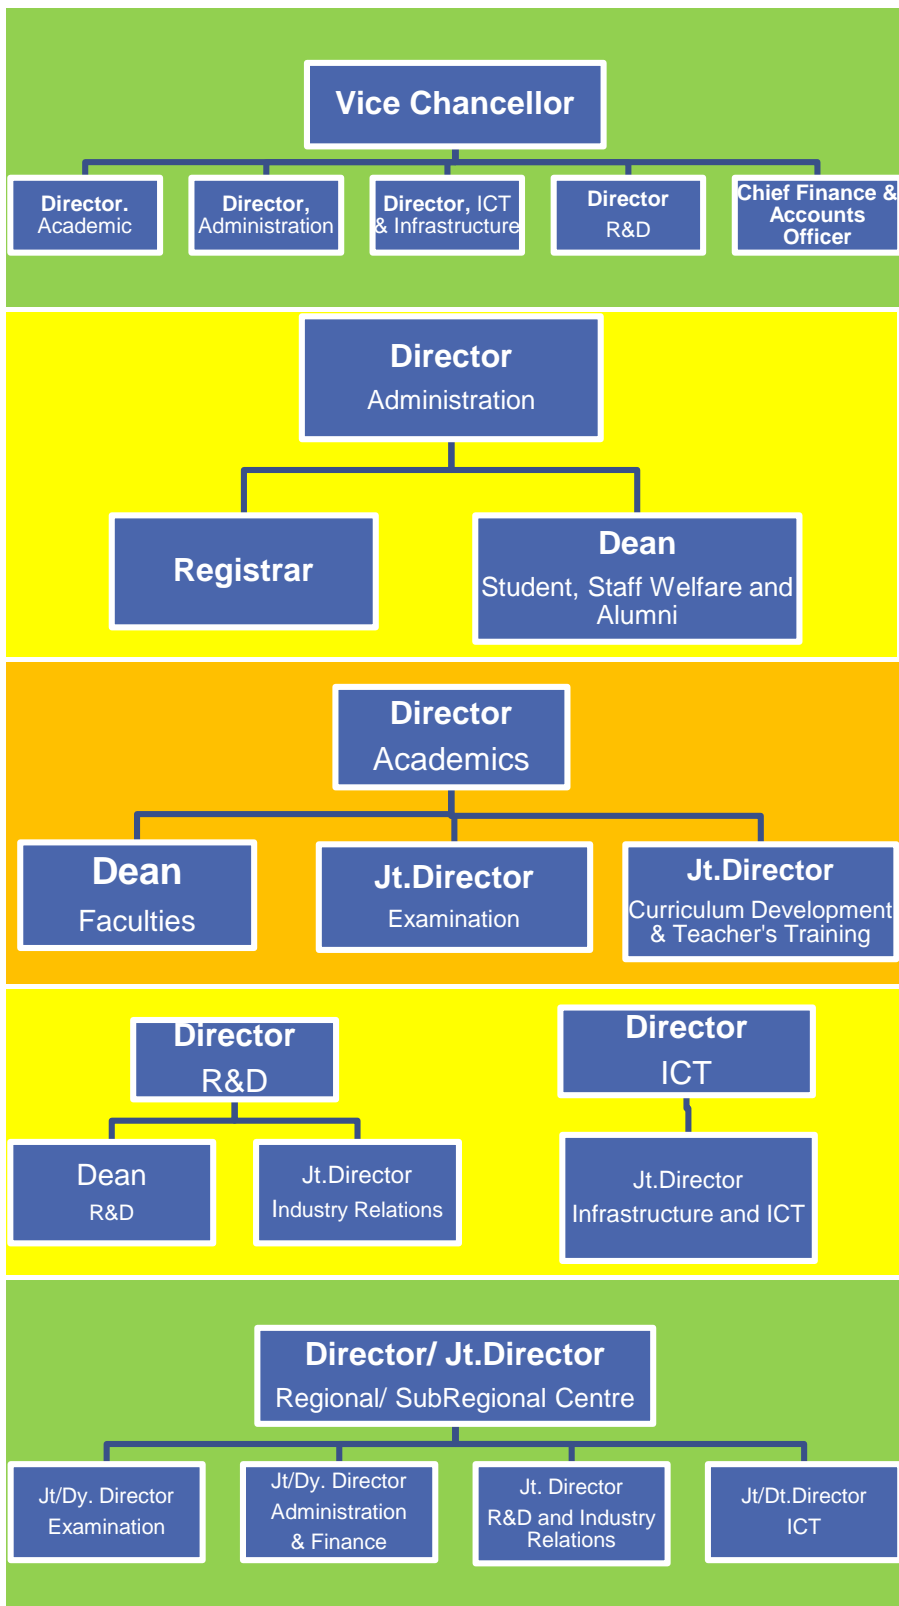 Vice Chancellor
Director.
Academic
Director,
Administration
Director, ICT
& Infrastructure
Director
R&D
Chief Finance &
Accounts
Officer
Director
Administration
Registrar
Dean
Student, Staff Welfare and
Alumni
Director
Academics
Dean
Faculties
Jt.Director
Examination
Jt.Director
Curriculum Development
& Teacher's Training
Director
R&D
Dean
R&D
Jt.Director
Industry Relations
Director
ICT
Jt.Director
Infrastructure and ICT
Director/ Jt.Director
Regional/ SubRegional Centre
Jt/Dy. Director
Examination
Jt/Dy. Director
Administration
& Finance
Jt. Director
R&D and Industry
Relations
Jt/Dt.Director
ICT